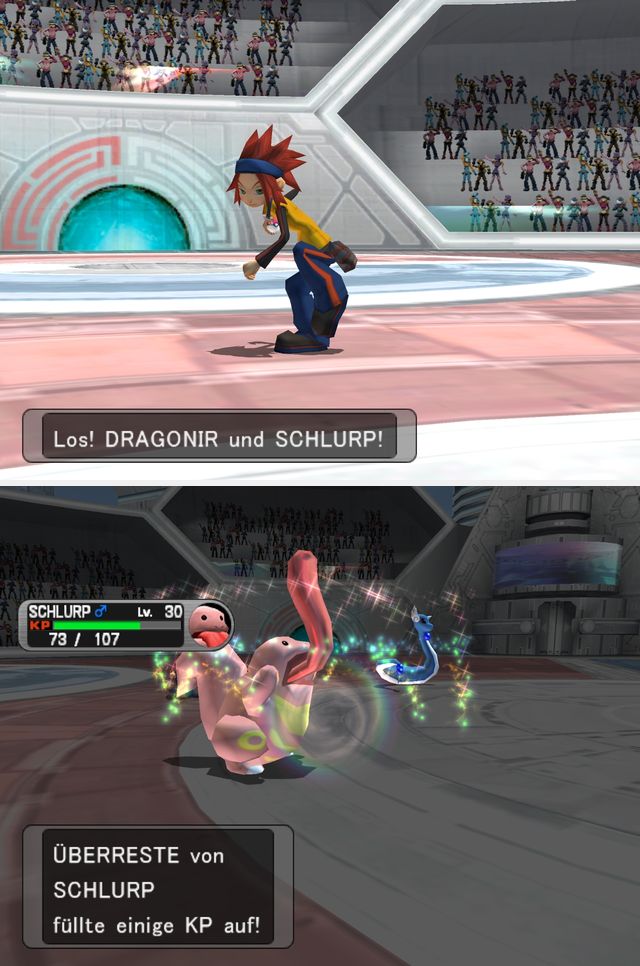 Los! DRAGONIR und SCHLURP!
SCHLURP♂ Lv. 30
KP
73 / 107
ÜBERRESTE von
SCHLURP
füllte einige KP auf!